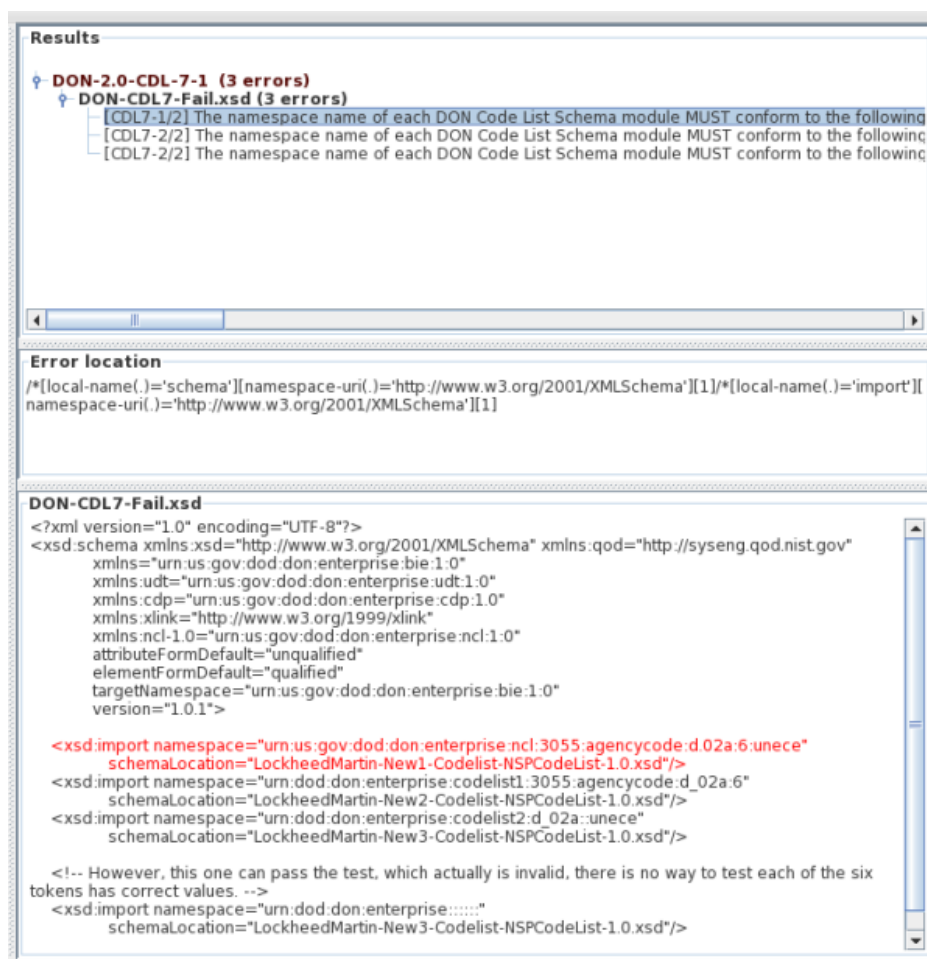 Results
DON-2.0-CDL-7-1 (3 errors)
DON-CDL7-Fail.xsd (3 errors)
[CDL7-1/2] The namespace name of each DON Code List Schema module MUST conform to the following
[CDL7-2/2] The namespace name of each DON Code List Schema module MUST conform to the following
[CDL7-2/2] The namespace name of each DON Code List Schema module MUST conform to the following
Error location
/*[local-name(.)='schema'][namespace-uri(.)='http://www.w3.org/2001/XMLSchema'][1]/*[local-name(.)='import'][
namespace-uri(.)='http://www.w3.org/2001/XMLSchema'][1]
DON-CDL7-Fail.xsd
<?xml version="1.0" encoding="UTF-8"?>
<xsd:schema xmlns:xsd="http://www.w3.org/2001/XMLSchema" xmlns:qod="http://syseng.qod.nist.gov"
xmlns="urn:us:gov:dod:don:enterprise:bie:1:0"
xmlns:udt="urn:us:gov:dod:don:enterprise:udt:1:0"
xmlns:cdp="urn:us:gov:dod:don:enterprise:cdp:1.0"
xmlns:xlink="http://www.w3.org/1999/xlink"
xmlns:ncl-1.0="urn:us:gov:dod:don:enterprise:ncl:1:0"
attributeFormDefault="unqualified"
elementFormDefault="qualified"
targetNamespace="urn:us:gov:dod:don:enterprise:bie:1:0"
version="1.0.1">
<xsd:import namespace="urn:us:gov:dod:don:enterprise:ncl:3055:agencycode:d.02a:6:unece"
schemaLocation="LockheedMartin-New1-Codelist-NSPCodeList-1.0.xsd"/>
<xsd:import namespace="urn:dod:don:enterprise:codelist1:3055:agencycode:d_02a:6"
schemaLocation="LockheedMartin-New2-Codelist-NSPCodeList-1.0.xsd"/>
<xsd:import namespace="urn:dod:don:enterprise:codelist2:d_02a::unece"
schemaLocation="LockheedMartin-New3-Codelist-NSPCodeList-1.0.xsd"/>
<!-- However, this one can pass the test, which actually is invalid, there is no way to test each of the six
tokens has correct values. -->
<xsd:import namespace="urn:dod:don:enterprise::::::"
schemaLocation="LockheedMartin-New3-Codelist-NSPCodeList-1.0.xsd"/>